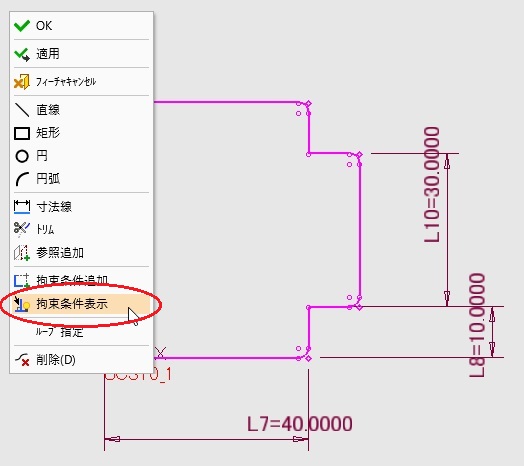 OK
適用
フィーチャキャンセル
直線
矩形
円
円弧
寸法線
トリム
参照追加
拘束条件追加
拘束条件表示
ループ 指定
削除(D)
L10=30.0000
L8=10.0000
L7=40.0000